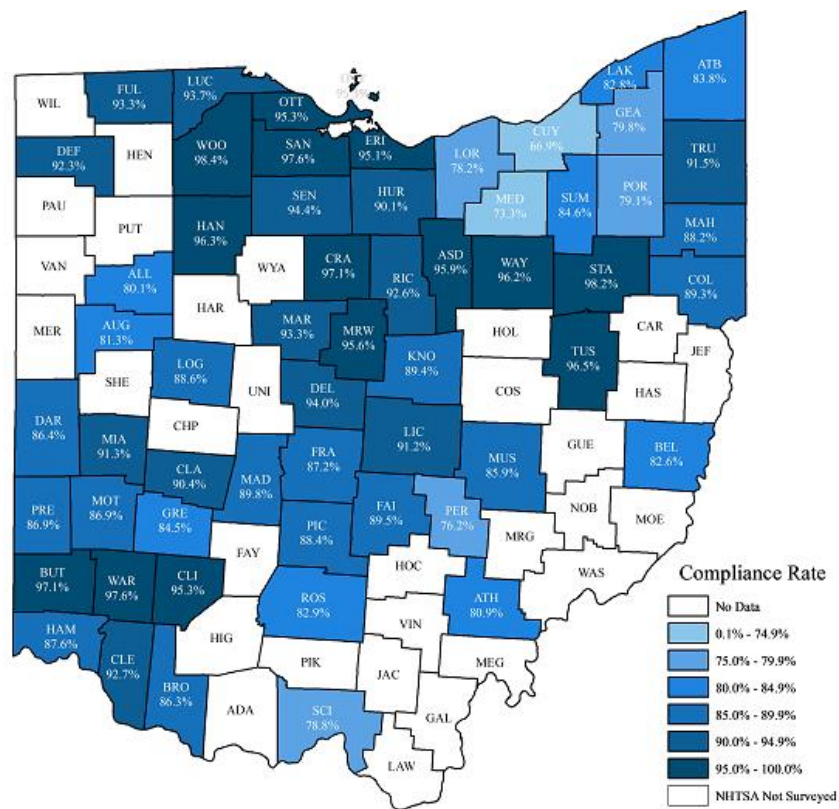 LAK
82.8%
ATB
83.8%
FUL
93.3%
LUC
93.7%
WIL
OTT
95.3%
GEA
79.8%
CUY
66.9%
ERI
95.1%
DEF
92.3%
HEN
WOO
98.4%
SAN
97.6%
LOR
78.2%
TRU
91.5%
PAU
SEN
94.4%
HUR
90.1%
MED
73.3%
SUM
84.6%
POR
79.1%
PUT
HAN
96.3%
MAH
88.2%
VAN
ALL
80.1%
WYA
CRA
97.1%
RIC
92.6%
ASD
95.9%
WAY
96.2%
STA
98.2%
COL
89.3%
MER
AUG
81.3%
HAR
MAR
93.3%
MRW
95.6%
HOL
CAR
JEF
TUS
96.5%
LOG
88.6%
KNO
89.4%
SHE
UNI
DEL
94.0%
COS
HAS
DAR
86.4%
CHP
MIA
91.3%
LIC
91.2%
FRA
87.2%
MUS
85.9%
GUE
BEL
82.6%
CLA
90.4%
MAD
89.8%
PRE
86.9%
MOT
86.9%
GRE
84.5%
FAI
89.5%
PER
76.2%
NOB
MOE
PIC
88.4%
FAY
MRG
HOC
WAS
BUT
97.1%
WAR
97.6%
CLI
95.3%
ROS
82.9%
ATH
80.9%
HAM
87.6%
HIG
VIN
CLE
92.7%
PIK
MEG
BRO
86.3%
ADA
JAC
SCI
78.8%
GAL
LAW
Compliance Rate
No Data
0.1% - 74.9%
75.0% - 79.9%
80.0% - 84.9%
85.0% - 89.9%
90.0% - 94.9%
95.0% - 100.0%
NHTSA Not Surveyed